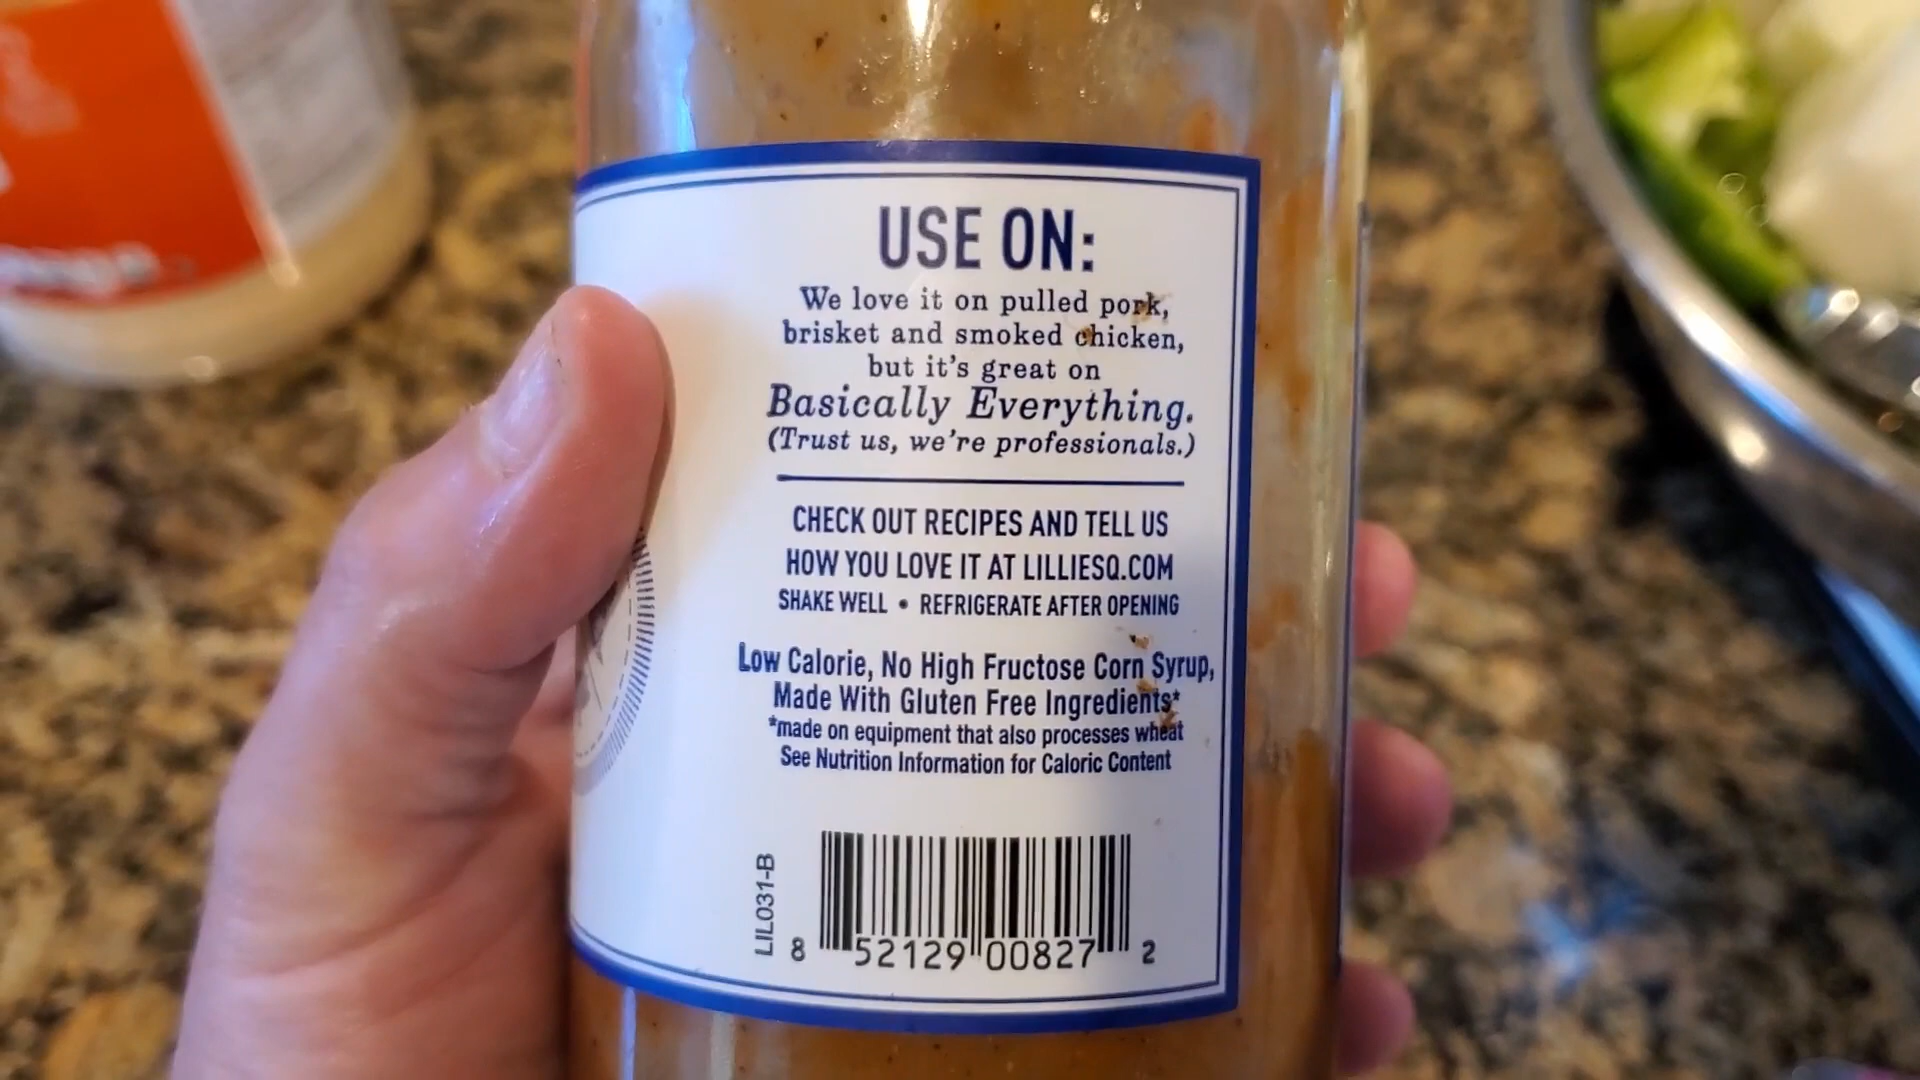 USE ON:
We love it on pulled pork,
brisket and smoked chicken,
but it's great on
Basically Everything.
(Trust us, we're professionals.)
CHECK OUT RECIPES AND TELL US
HOW YOU LOVE IT AT LILLIESQ.COM
SHAKE WELL • REFRIGERATE AFTER OPENING
Low Calorie, No High Fructose Corn Syrup,
Made With Gluten Free Ingredients*
*made on equipment that also processes wheat
See Nutrition Information for Caloric Content
LIL031-B
8 52129 00827 2